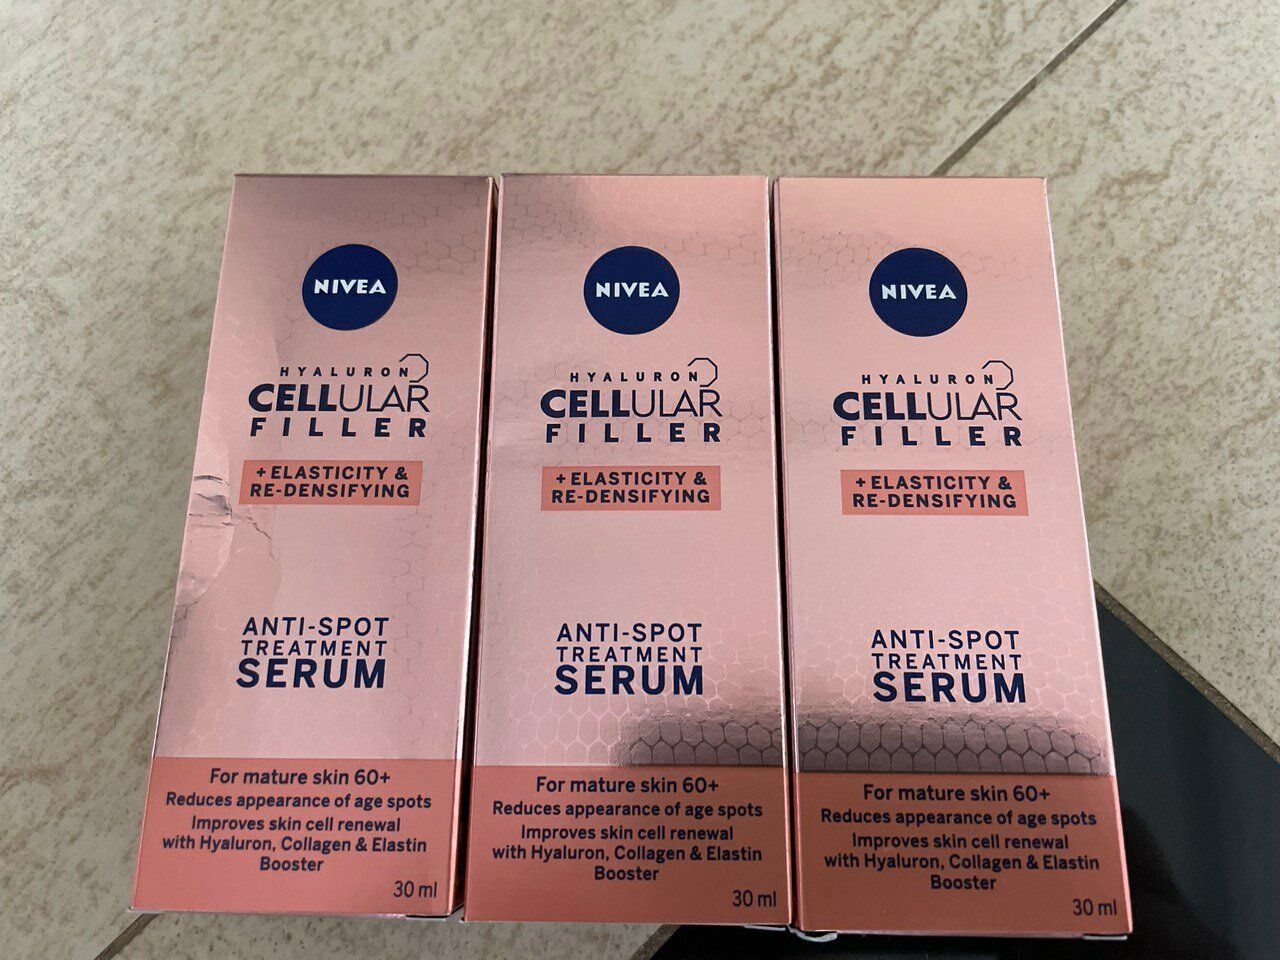 NIVEA
HYALURON
CELLULAR
FILLER
+ ELASTICITY &
RE-DENSIFYING
ANTI-SPOT
TREATMENT
SERUM
For mature skin 60+
Reduces appearance of age spots
Improves skin cell renewal
with Hyaluron, Collagen & Elastin
Booster
30 ml
NIVEA
HYALURON
CELLULAR
FILLER
+ ELASTICITY &
RE-DENSIFYING
ANTI-SPOT
TREATMENT
SERUM
For mature skin 60+
Reduces appearance of age spots
Improves skin cell renewal
with Hyaluron, Collagen & Elastin
Booster
30 ml
NIVEA
HYALURON
CELLULAR
FILLER
+ ELASTICITY &
RE-DENSIFYING
ANTI-SPOT
TREATMENT
SERUM
For mature skin 60+
Reduces appearance of age spots
Improves skin cell renewal
with Hyaluron, Collagen & Elastin
Booster
30 ml